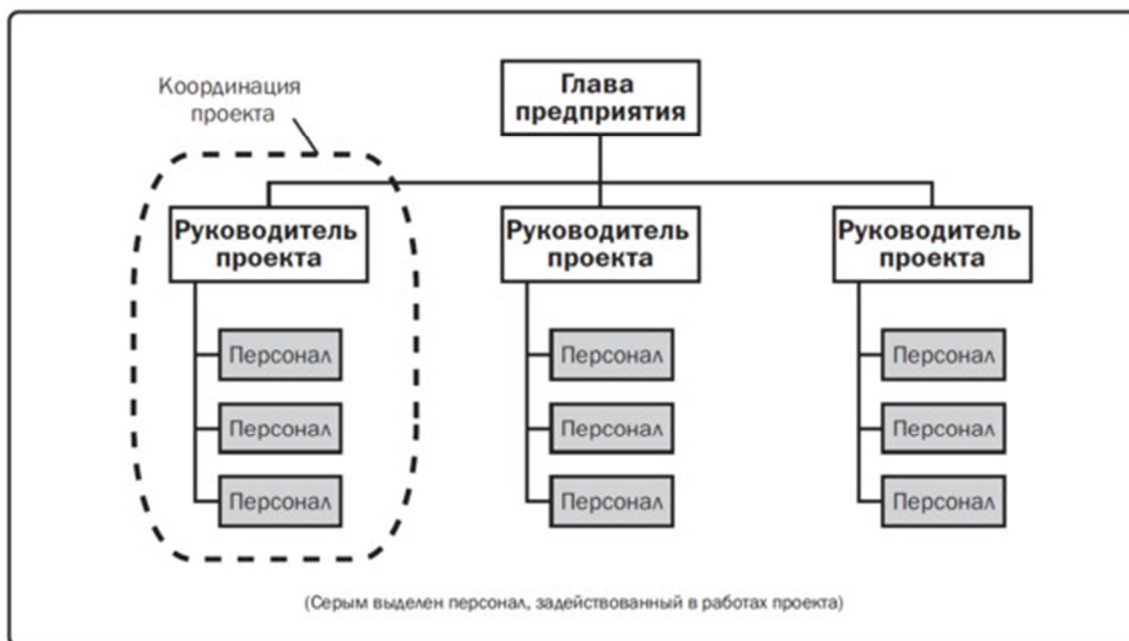 Координация
проекта
Глава
предприятия
Руководитель
проекта
Руководитель
проекта
Руководитель
проекта
Персонал
Персонал
Персонал
Персонал
Персонал
Персонал
Персонал
Персонал
Персонал
(Серым выделен персонал, задействованный в работах проекта)